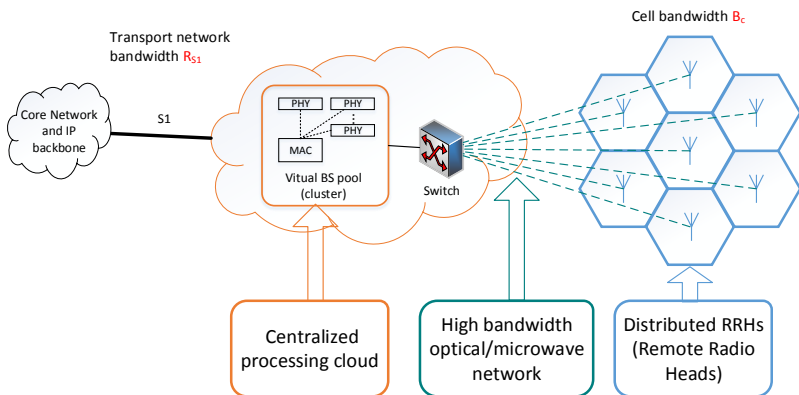 Cell bandwidth Bc
Transport network
bandwidth RS1
Core Network
and IP
backbone
S1
PHY
PHY
PHY
MAC
Vitual BS pool
(cluster)
Switch
Centralized
processing cloud
High bandwidth
optical/microwave
network
Distributed RRHs
(Remote Radio
Heads)